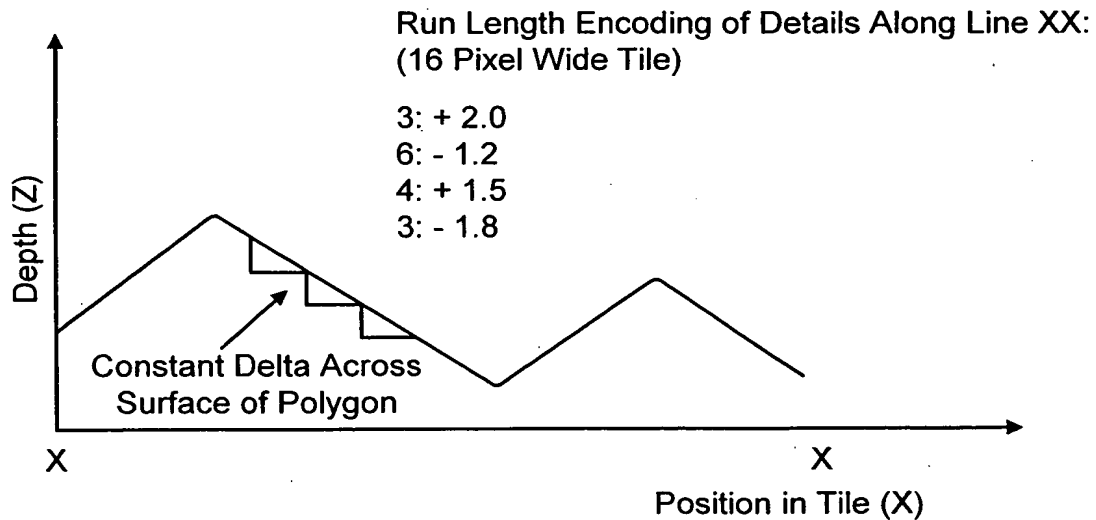 Run Length Encoding of Details Along Line XX:
(16 Pixel Wide Tile)
3: + 2.0
6: - 1.2
4: + 1.5
3: - 1.8
Depth (Z)
Constant Delta Across
Surface of Polygon
X
X
Position in Tile (X)